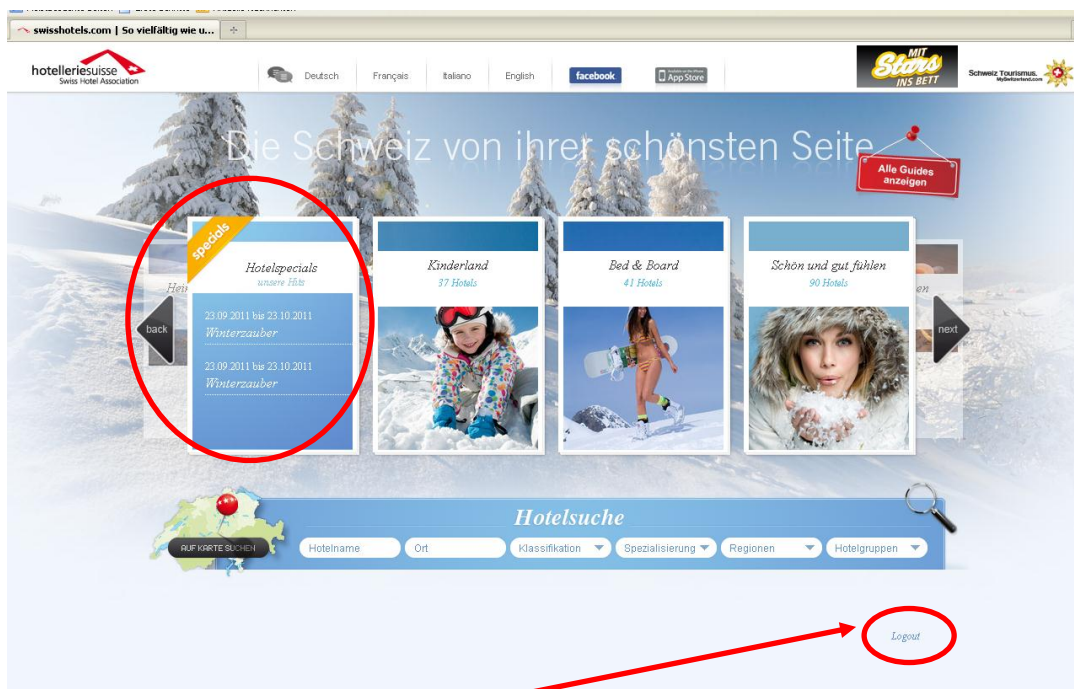 swisshotels.com | So vielfältig wie u...
hotelleriesuisse
Swiss Hotel Association
Deutsch
Français
Italiano
English
facebook
Available on the iPhone
App Store
MIT
Stars
INS BETT
Schweiz Tourismus.
MySwitzerland.com
Die Schweiz von ihrer schönsten Seite
Alle Guides
anzeigen
specials
Hotelspecials
unsere Hits
23.09.2011 bis 23.10.2011
Winterzauber
23.09.2011 bis 23.10.2011
Winterzauber
Kinderland
37 Hotels
Bed & Board
41 Hotels
Schön und gut fühlen
90 Hotels
back
next
Hotelsuche
AUF KARTE SUCHEN
Hotelname
Ort
Klassifikation
Spezialisierung
Regionen
Hotelgruppen
Logout